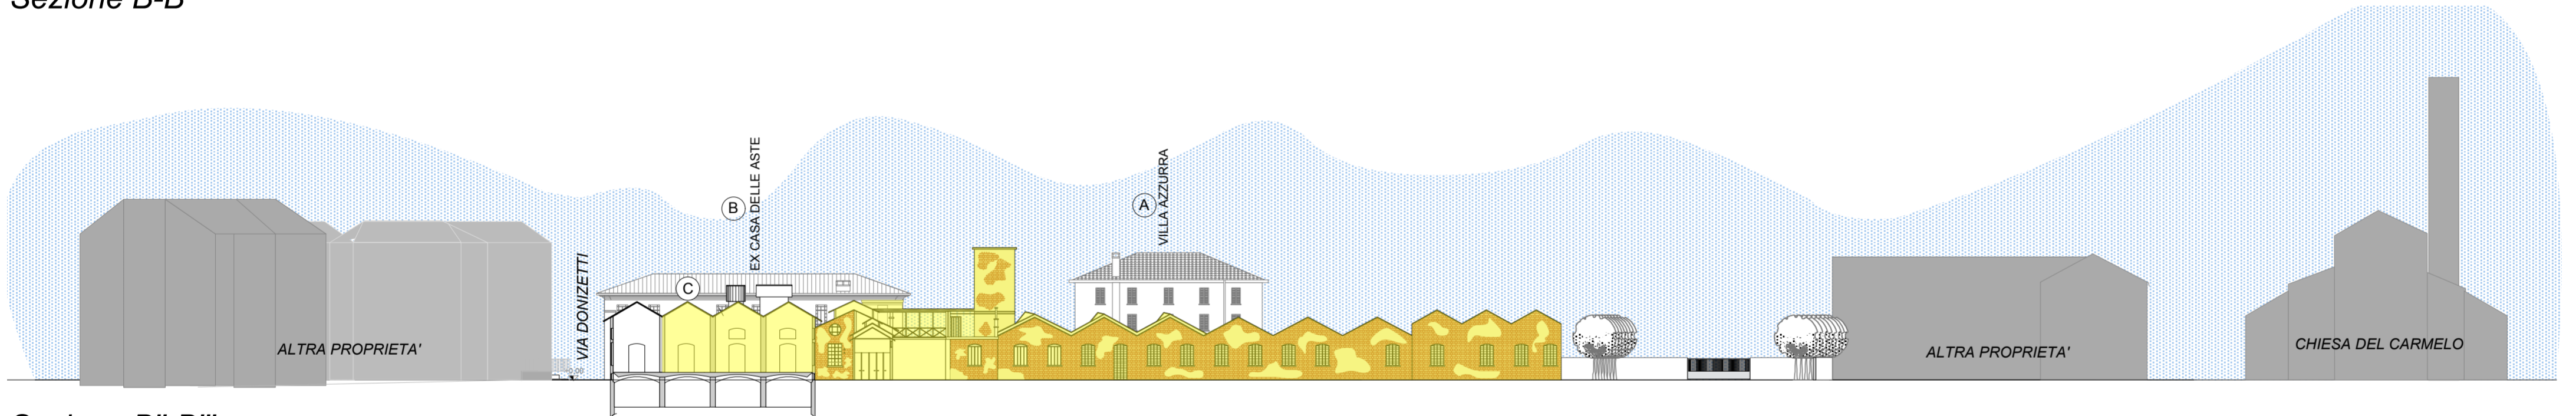 Sezione B-B
ALTRA PROPRIETA'
VIA DONIZETTI
C
B
EX CASA DELLE ASTE
A
VILLA AZZURRA
ALTRA PROPRIETA'
CHIESA DEL CARMELO